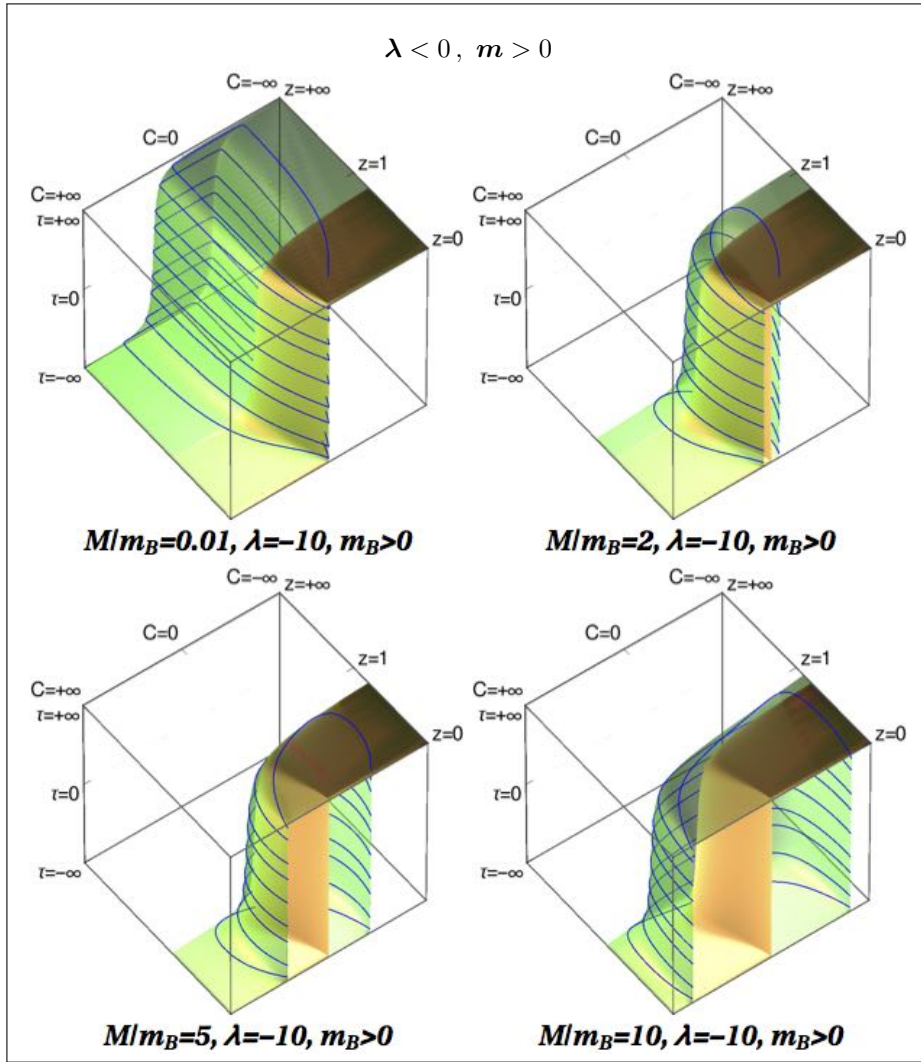 λ < 0 , m > 0
C=−∞ z=+∞
C=0
z=1
C=+∞
τ=+∞
z=0
τ=0
τ=−∞
M/m_B=0.01, λ=−10, m_B>0
C=−∞ z=+∞
C=0
z=1
C=+∞
τ=+∞
z=0
τ=0
τ=−∞
M/m_B=2, λ=−10, m_B>0
C=−∞ z=+∞
C=0
z=1
C=+∞
τ=+∞
z=0
τ=0
τ=−∞
M/m_B=5, λ=−10, m_B>0
C=−∞ z=+∞
C=0
z=1
C=+∞
τ=+∞
z=0
τ=0
τ=−∞
M/m_B=10, λ=−10, m_B>0